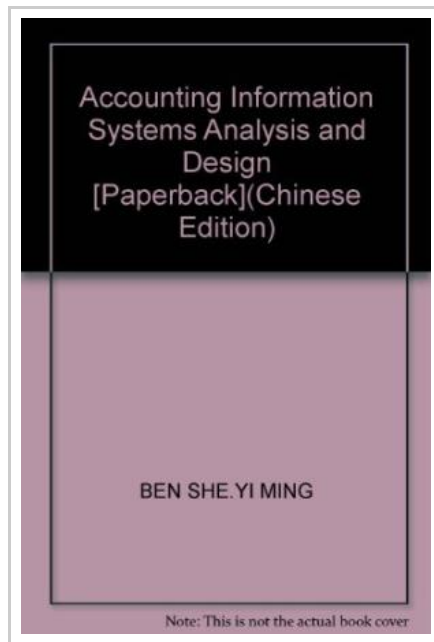 Accounting Information
Systems Analysis and
Design
[Paperback](Chinese
Edition)
BEN SHE.YI MING
Note: This is not the actual book cover